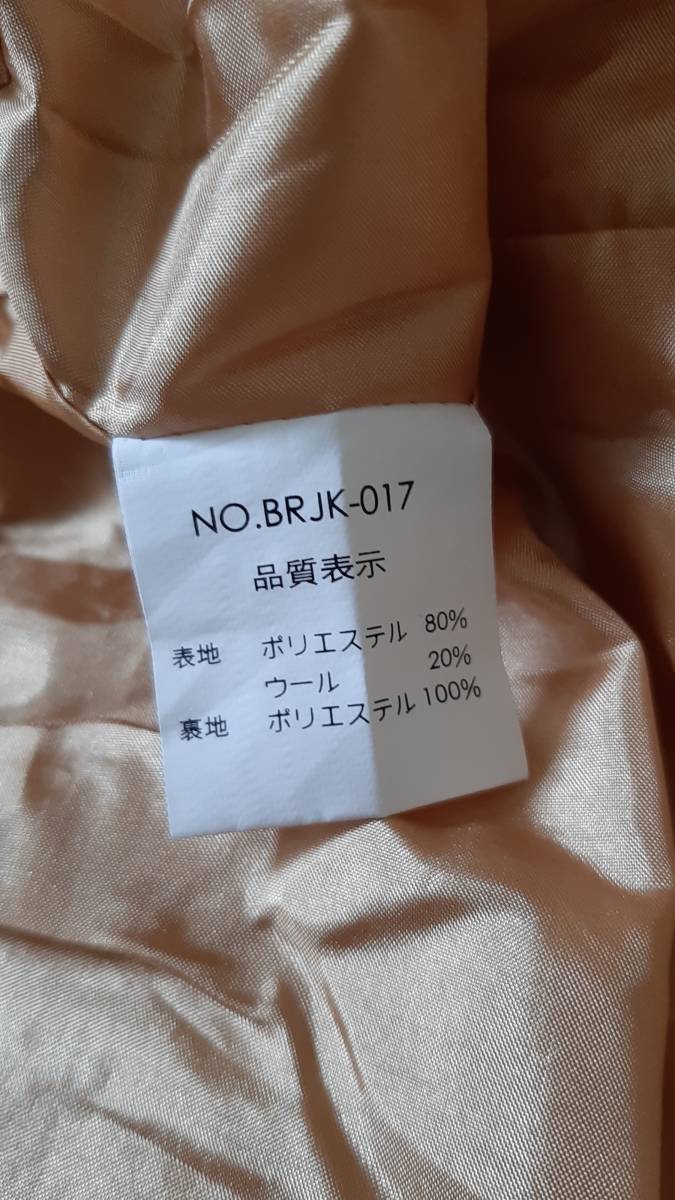 NO.BRJK-017
品質表示
表地 ポリエステル 80%
ウール 20%
裏地 ポリエステル 100%